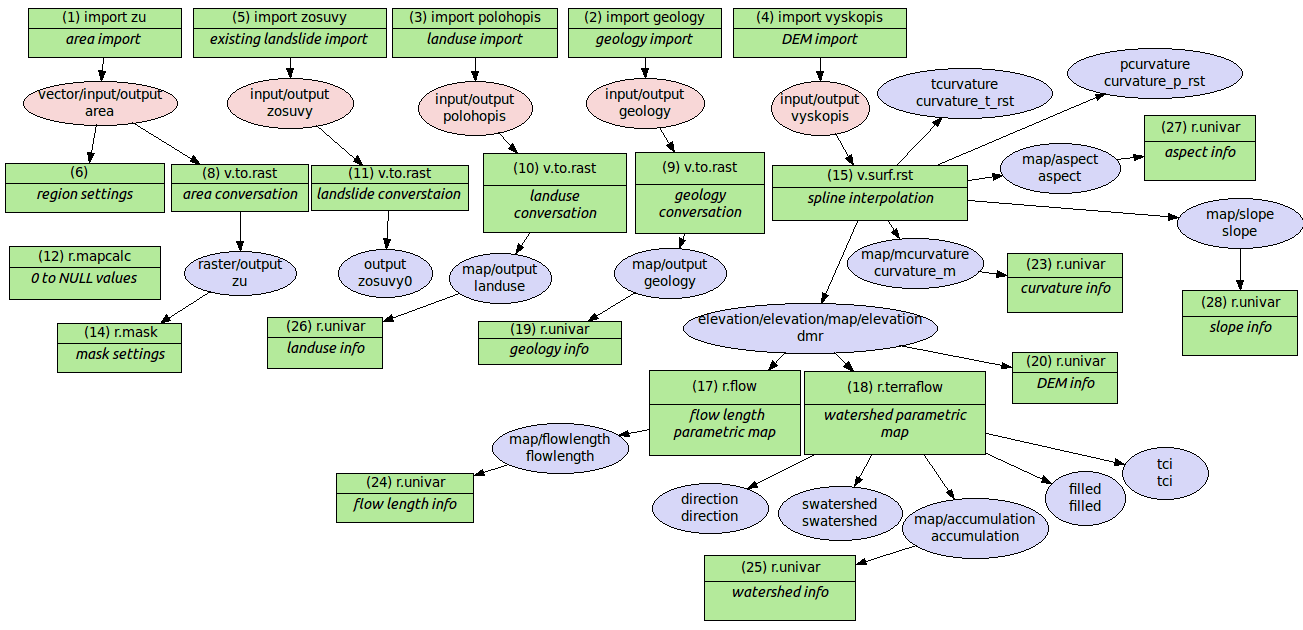 (1) import zu
area import
(5) import zosuvy
existing landslide import
(3) import polohopis
landuse import
(2) import geology
geology import
(4) import vyskopis
DEM import
vector/input/output
area
input/output
zosuvy
input/output
polohopis
input/output
geology
input/output
vyskopis
tcurvature
curvature_t_rst
pcurvature
curvature_p_rst
(27) r.univar
aspect info
(6)
region settings
(8) v.to.rast
area conversation
(11) v.to.rast
landslide converstaion
(10) v.to.rast
landuse
conversation
(9) v.to.rast
geology
conversation
(15) v.surf.rst
spline interpolation
map/aspect
aspect
map/slope
slope
(12) r.mapcalc
0 to NULL values
raster/output
zu
output
zosuvy0
map/output
landuse
map/output
geology
map/mcurvature
curvature_m
(23) r.univar
curvature info
(28) r.univar
slope info
(14) r.mask
mask settings
(26) r.univar
landuse info
(19) r.univar
geology info
elevation/elevation/map/elevation
dmr
(20) r.univar
DEM info
(17) r.flow
flow length
parametric map
(18) r.terraflow
watershed parametric
map
map/flowlength
flowlength
(24) r.univar
flow length info
direction
direction
swatershed
swatershed
map/accumulation
accumulation
filled
filled
tci
tci
(25) r.univar
watershed info